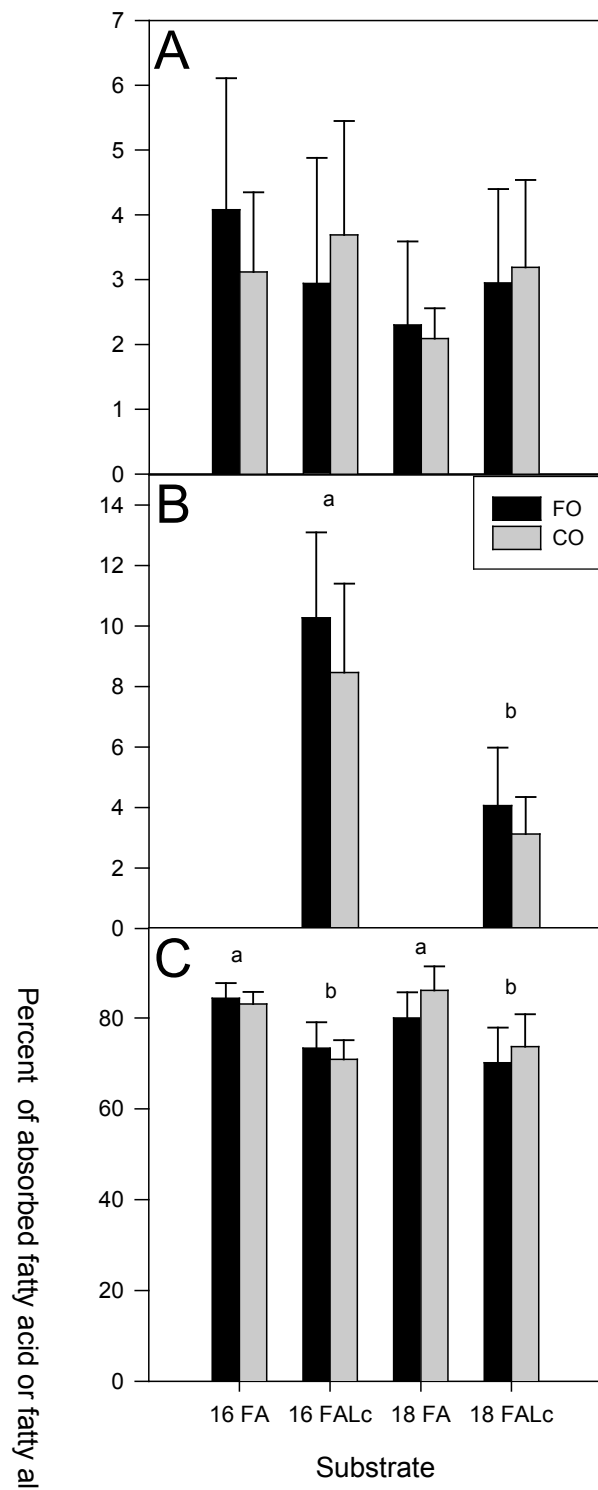 7
A
6
5
4
3
2
1
0
B
a
FO
CO
14
12
10
8
b
6
4
2
0
C
a
a
b
b
80
60
40
20
0
16 FA 16 FALc 18 FA 18 FALc
Substrate
Percent of absorbed fatty acid or fatty al